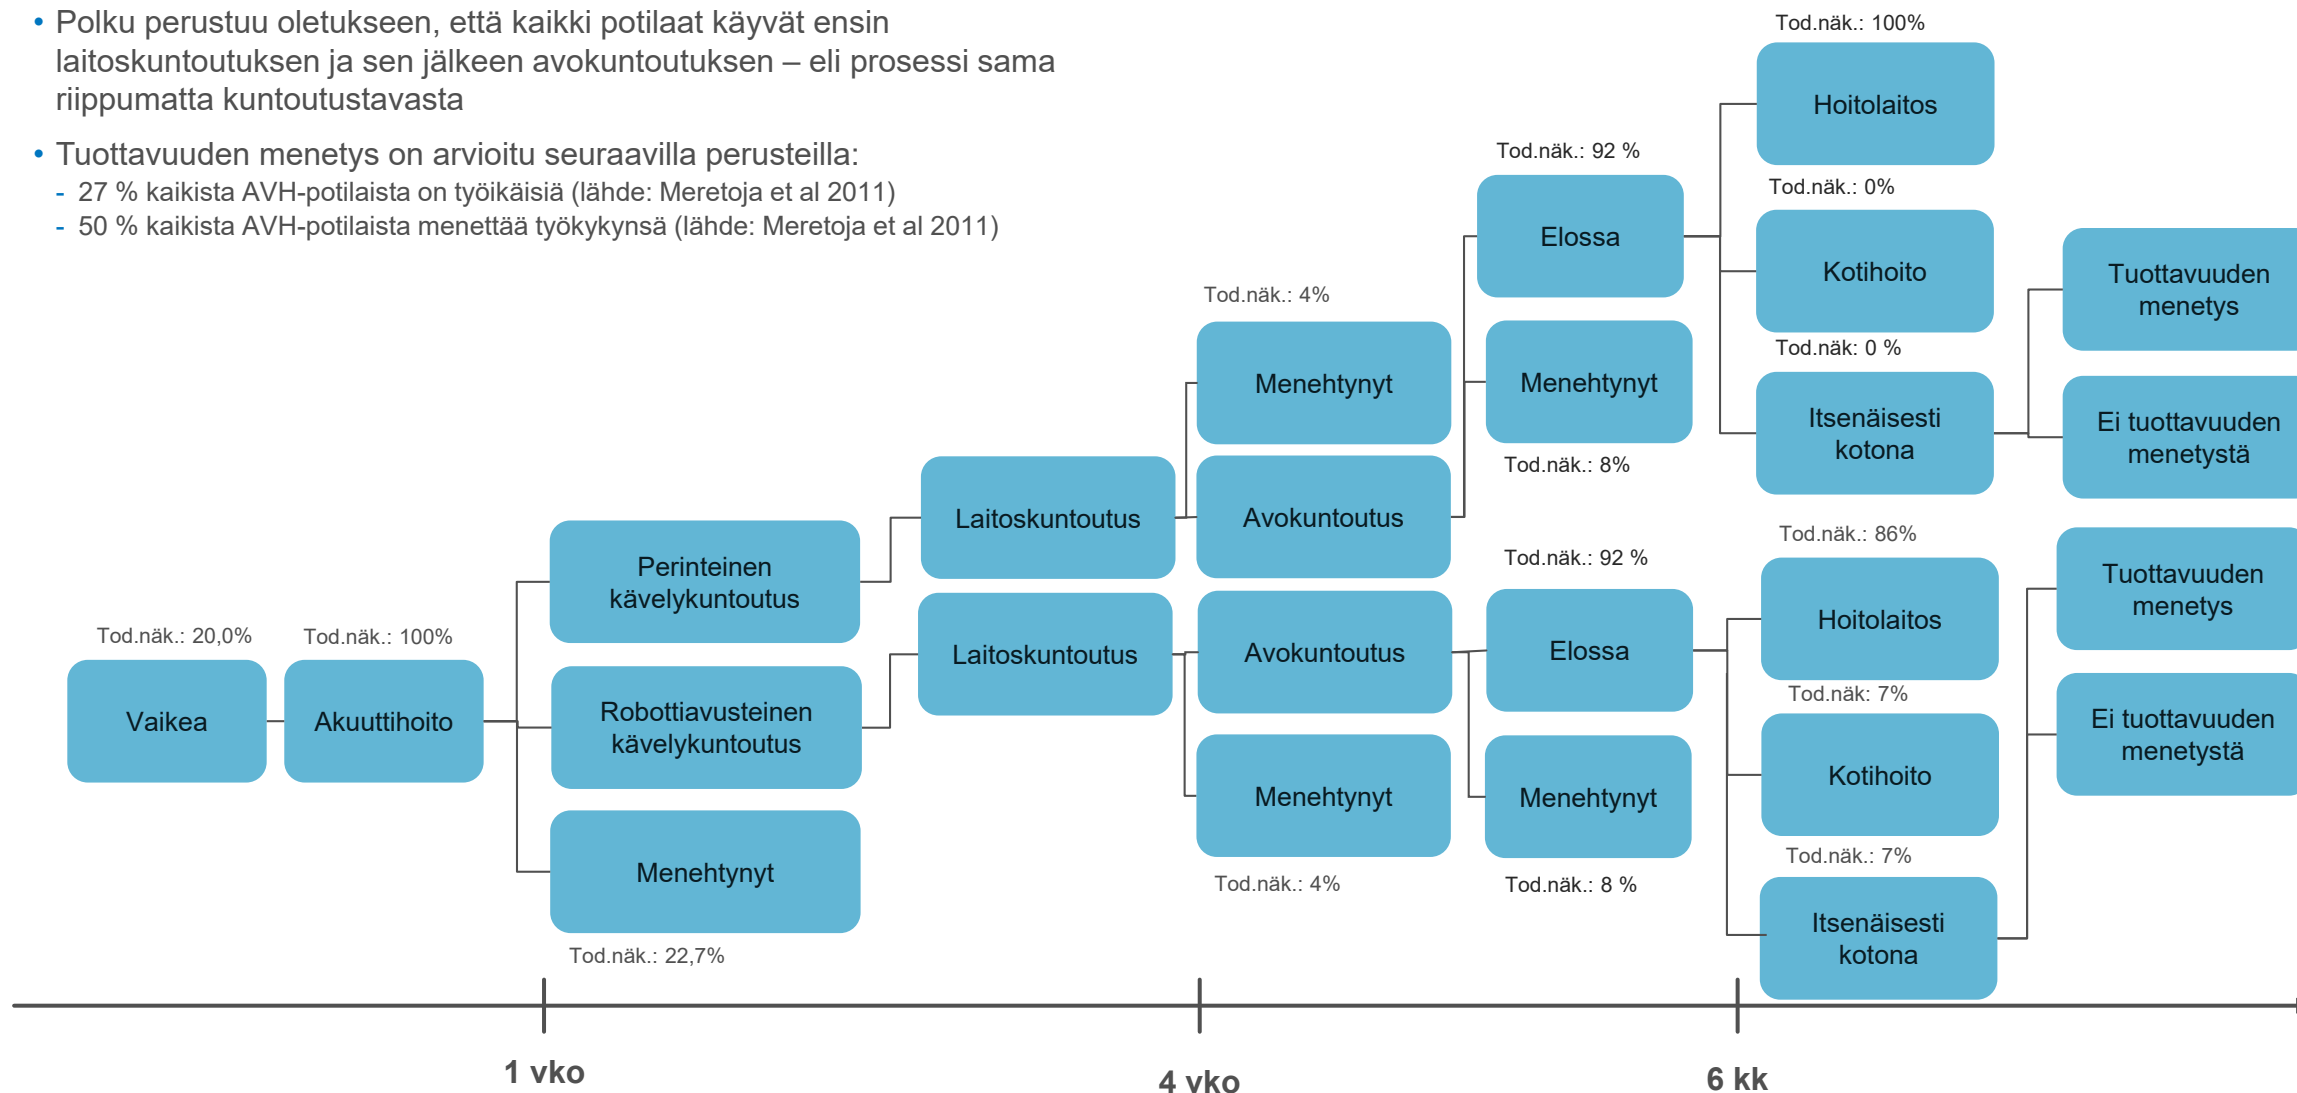 • Polku perustuu oletukseen, että kaikki potilaat käyvät ensin
laitoskuntoutuksen ja sen jälkeen avokuntoutuksen – eli prosessi sama
riippumatta kuntoutustavasta
• Tuottavuuden menetys on arvioitu seuraavilla perusteilla:
- 27 % kaikista AVH-potilaista on työikäisiä (lähde: Meretoja et al 2011)
- 50 % kaikista AVH-potilaista menettää työkykynsä (lähde: Meretoja et al 2011)
Tod.näk.: 20,0%
Vaikea
Tod.näk.: 100%
Akuuttihoito
Perinteinen
kävelykuntoutus
Robottiavusteinen
kävelykuntoutus
Menehtynyt
Tod.näk.: 22,7%
Laitoskuntoutus
Laitoskuntoutus
Tod.näk.: 4%
Menehtynyt
Avokuntoutus
Avokuntoutus
Menehtynyt
Tod.näk.: 4%
Tod.näk.: 92 %
Elossa
Menehtynyt
Tod.näk.: 8%
Tod.näk.: 92 %
Elossa
Menehtynyt
Tod.näk.: 8 %
Tod.näk.: 100%
Hoitolaitos
Tod.näk.: 0%
Kotihoito
Tod.näk: 0 %
Itsenäisesti
kotona
Tod.näk.: 86%
Hoitolaitos
Tod.näk: 7%
Kotihoito
Tod.näk.: 7%
Itsenäisesti
kotona
Tuottavuuden
menetys
Ei tuottavuuden
menetystä
Tuottavuuden
menetys
Ei tuottavuuden
menetystä
1 vko
4 vko
6 kk